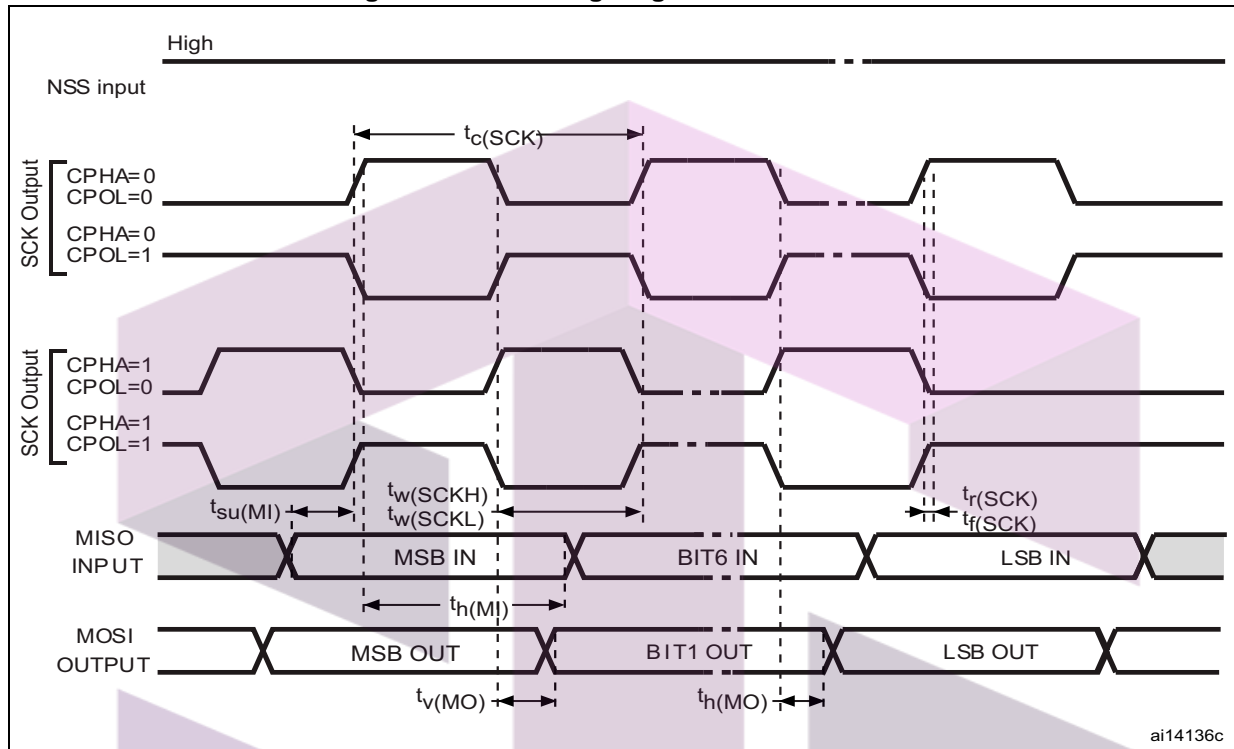 High
NSS input
tc(SCK)
SCK Output
CPHA=0
CPOL=0
CPHA=0
CPOL=1
SCK Output
CPHA=1
CPOL=0
CPHA=1
CPOL=1
tsu(MI)
tw(SCKH)
tw(SCKL)
tr(SCK)
tf(SCK)
MISO
INPUT
MSB IN
BIT6 IN
LSB IN
th(MI)
MOSI
OUTPUT
MSB OUT
BIT1 OUT
LSB OUT
tv(MO)
th(MO)
ai14136c